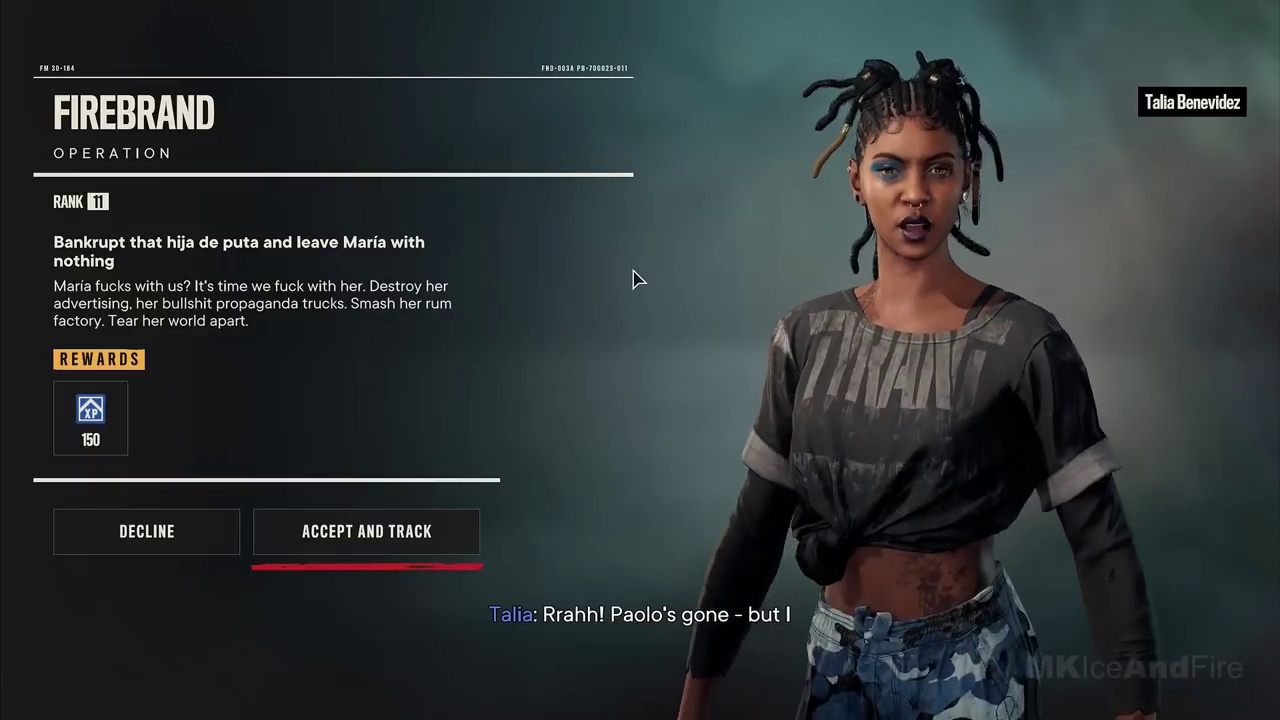 FM 30-184
FND-003A PB-70G023-011
FIREBRAND
OPERATION
RANK 11
Bankrupt that hija de puta and leave María with
nothing
María fucks with us? It's time we fuck with her. Destroy her
advertising, her bullshit propaganda trucks. Smash her rum
factory. Tear her world apart.
REWARDS
XP
150
DECLINE
ACCEPT AND TRACK
Talia Benevidez
Talia: Rrahh! Paolo's gone - but I
MKIceAndFire